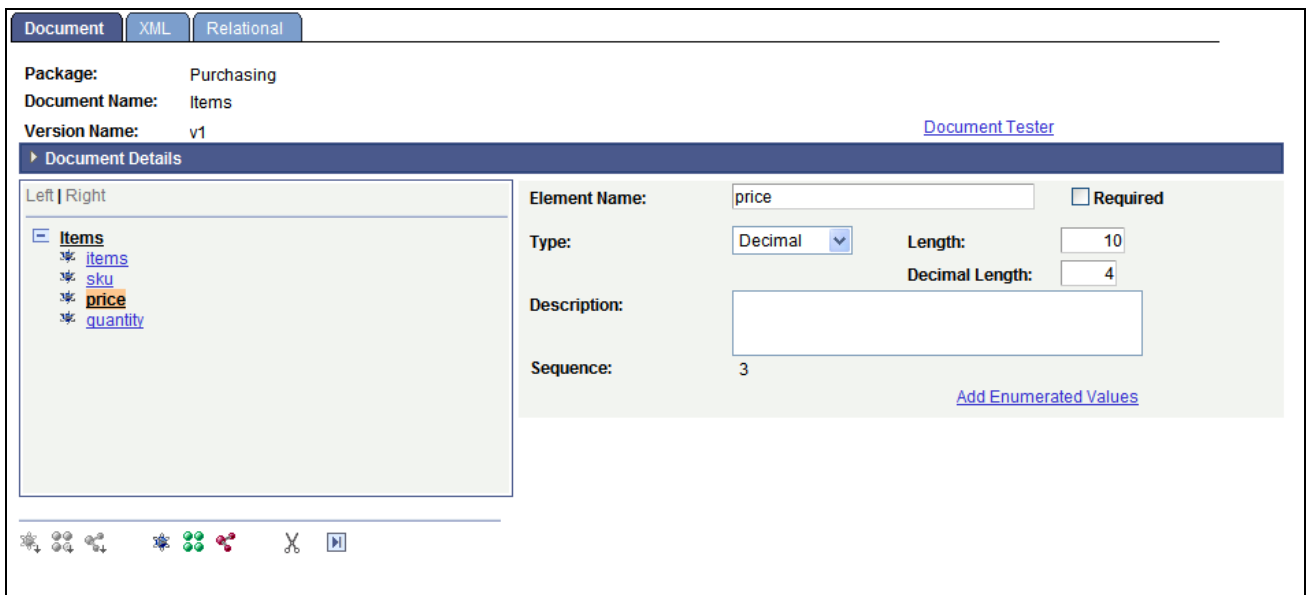 Document XML Relational
Package: Purchasing
Document Name: Items
Version Name: v1 Document Tester
Document Details
Left | Right
Items
items
sku
price
quantity
Element Name: price Required
Type: Decimal Length: 10
Decimal Length: 4
Description:
Sequence: 3
Add Enumerated Values